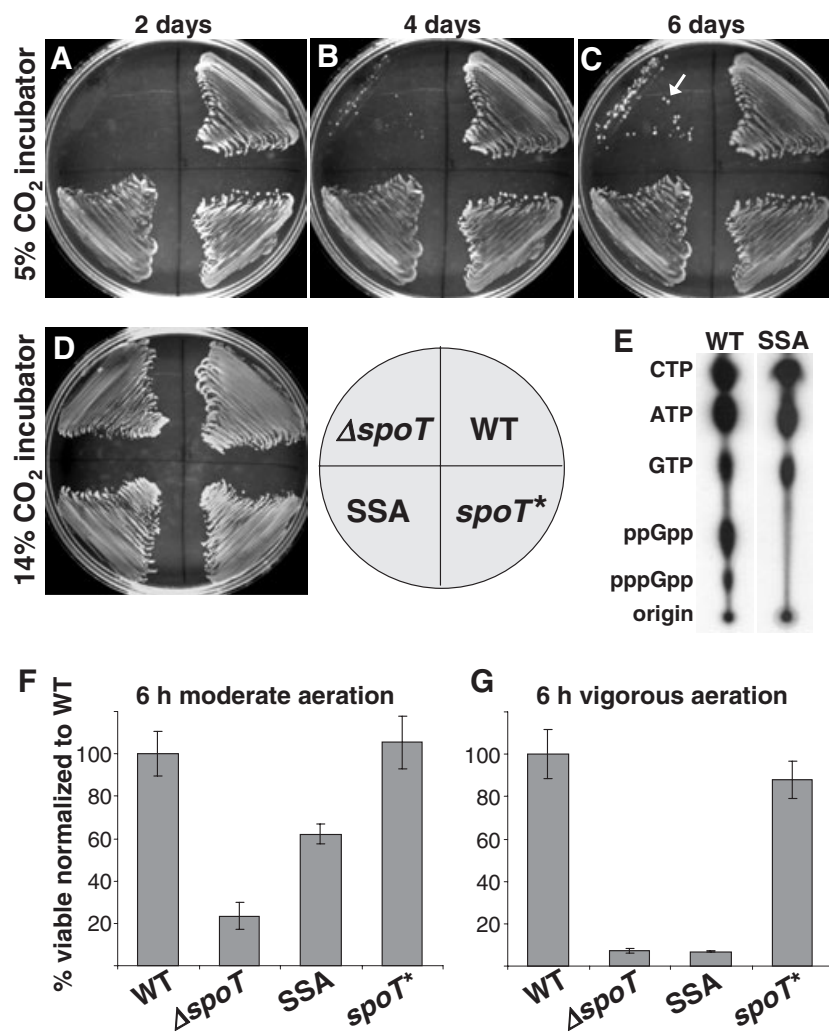 2 days
4 days
6 days
5% CO2 incubator
A
B
C
14% CO2 incubator
D
ΔspoT
WT
SSA
spoT*
E
WT
SSA
CTP
ATP
GTP
ppGpp
pppGpp
origin
F
6 h moderate aeration
% viable normalized to WT
100
80
60
40
20
WT
ΔspoT
SSA
spoT*
G
6 h vigorous aeration
100
80
60
40
20
WT
ΔspoT
SSA
spoT*